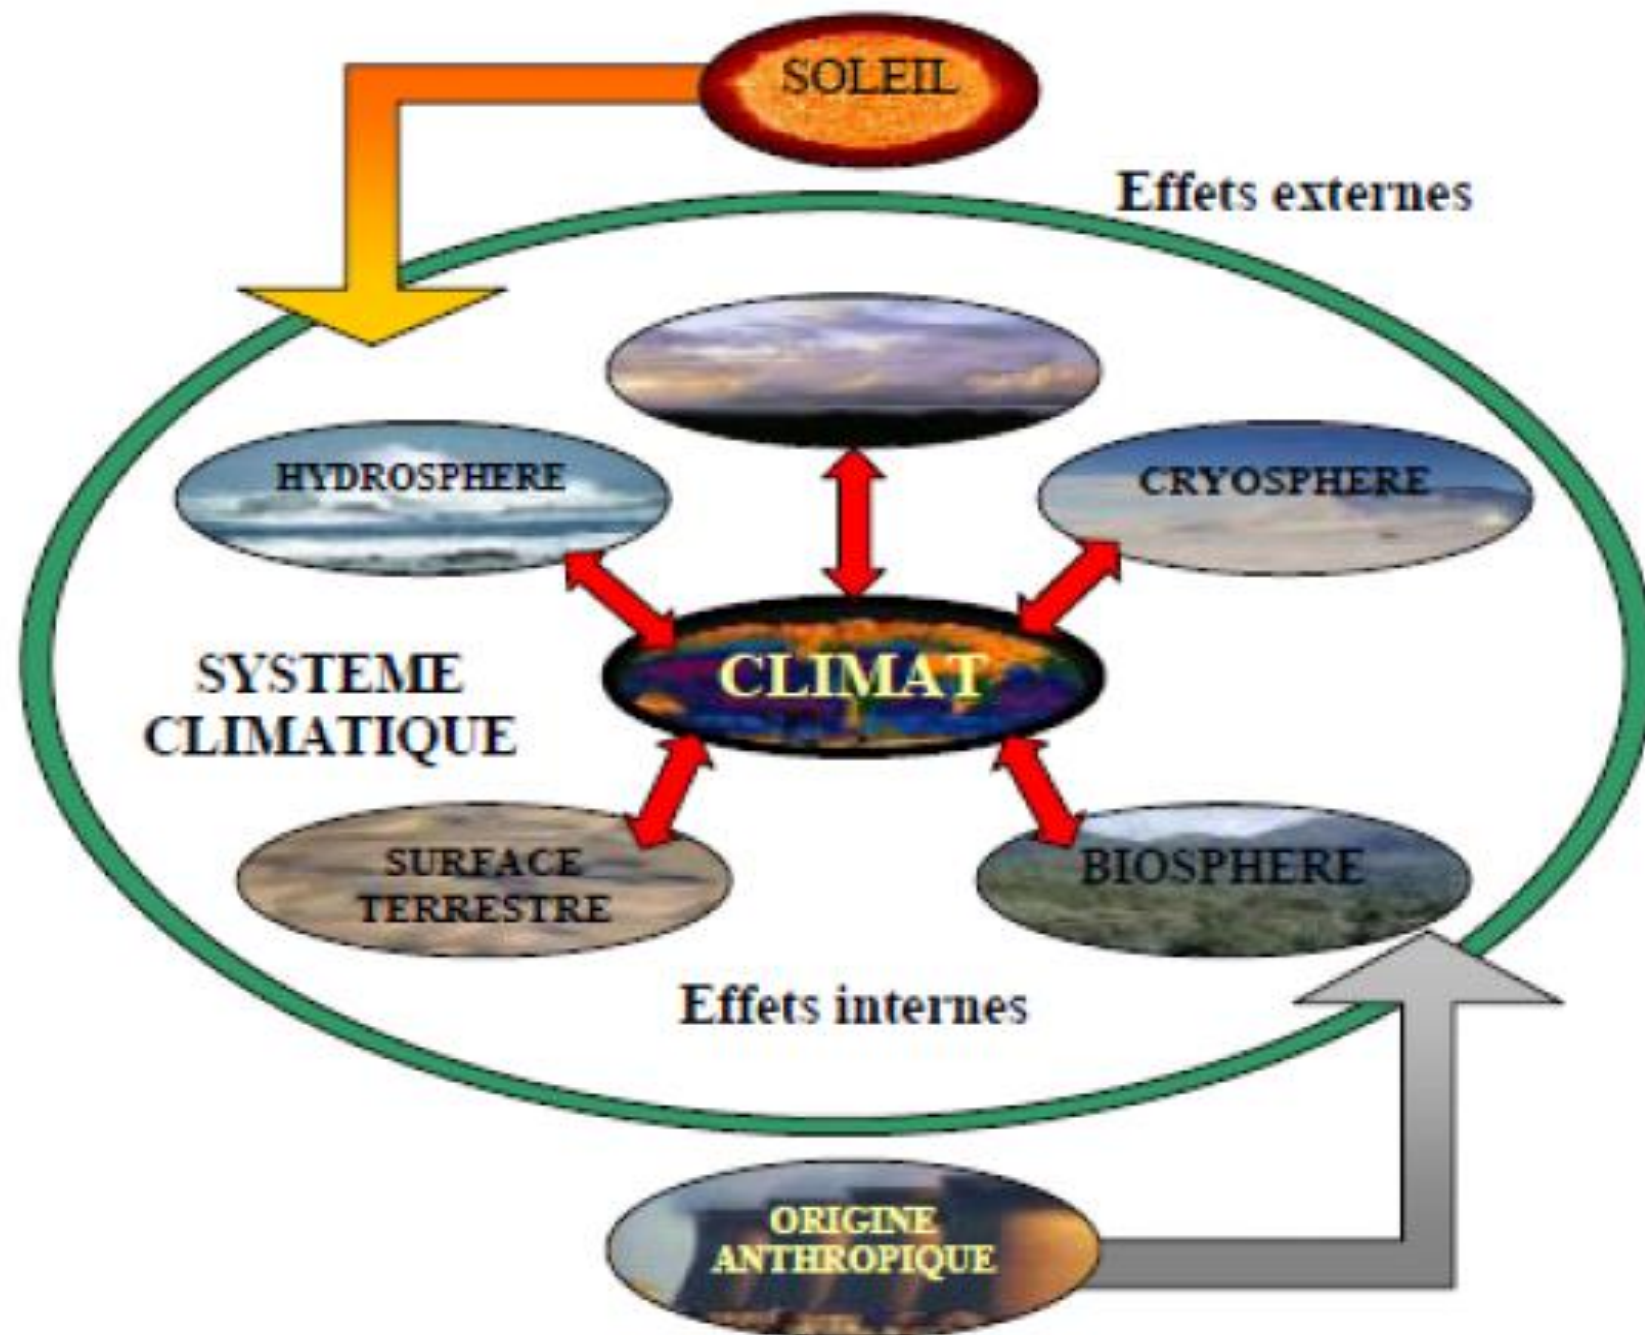 SOLEIL
Effets externes
HYDROSPHERE
CRYOSPHERE
CLIMAT
SYSTEME
CLIMATIQUE
SURFACE
TERRESTRE
BIOSPHERE
Effets internes
ORIGINE
ANTHROPIQUE